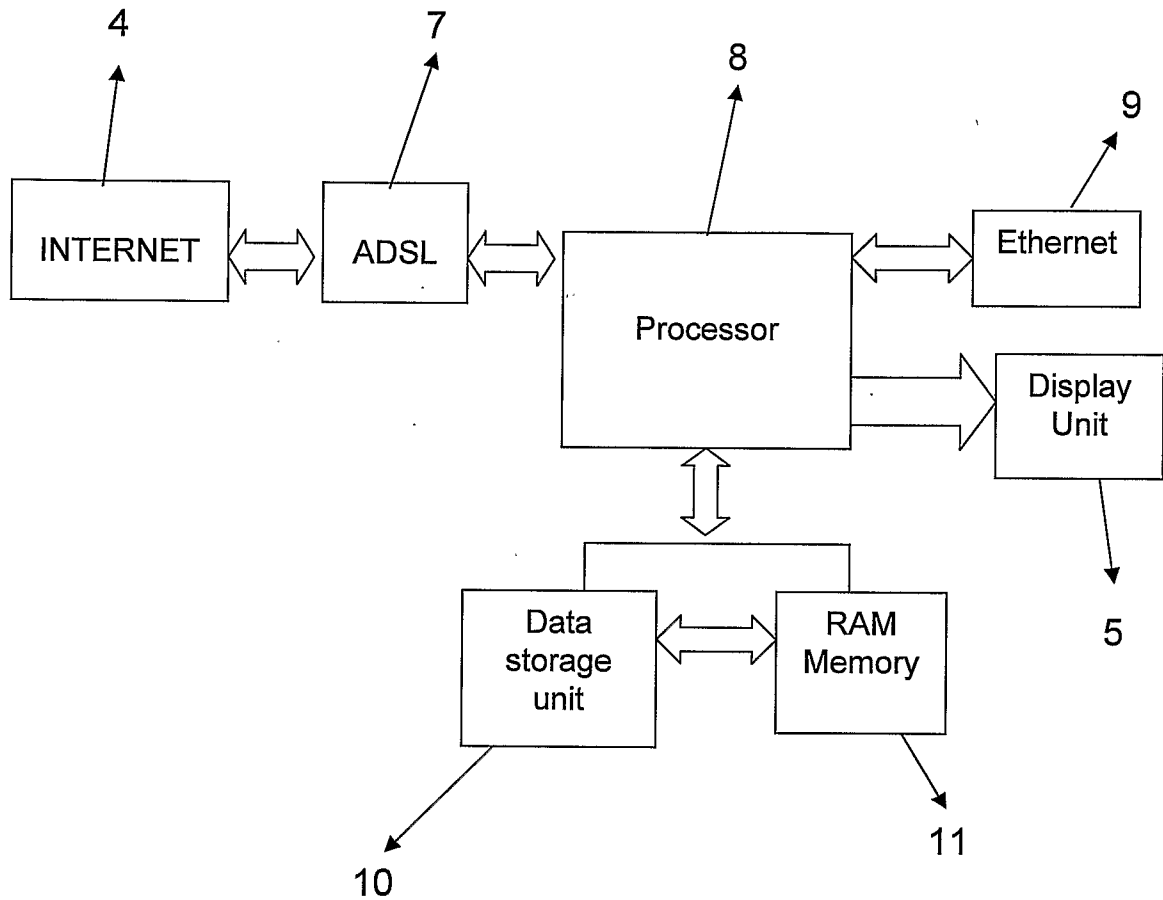 4
7
8
9
INTERNET
ADSL
Ethernet
Processor
Display
Unit
Data
storage
unit
RAM
Memory
5
11
10